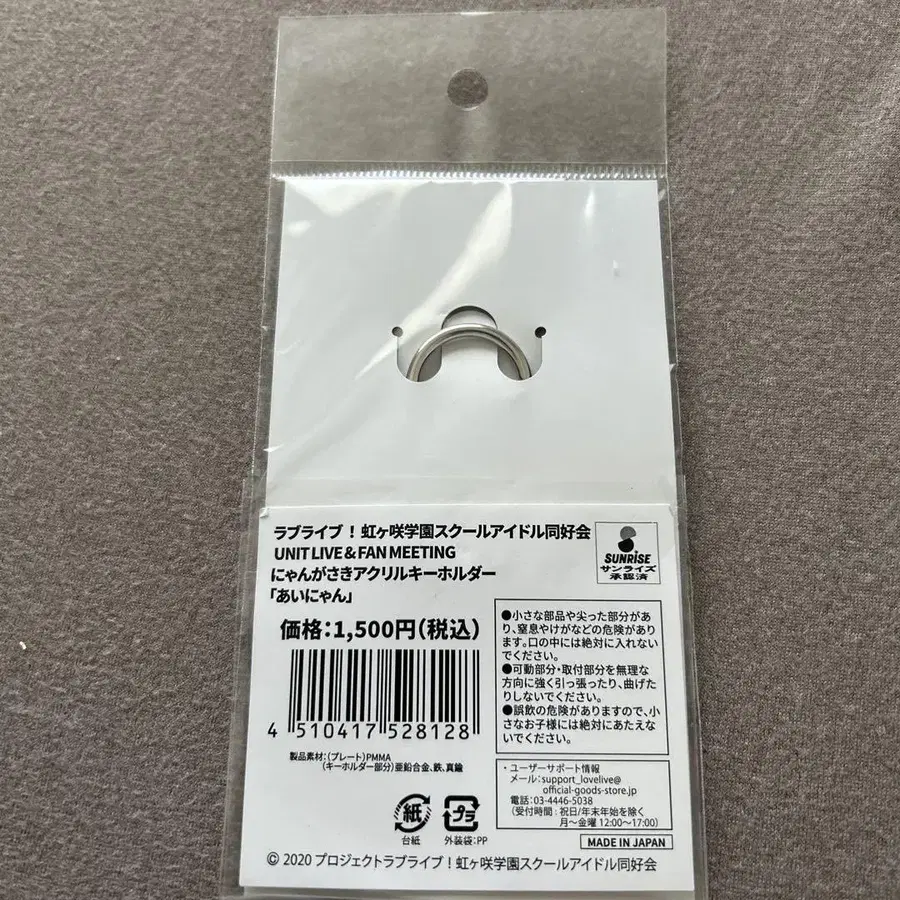 ラブライブ！虹ヶ咲学園スクールアイドル同好会
UNIT LIVE & FAN MEETING
にゃんがさきアクリルキーホルダー
「あいにゃん」
価格：1,500円（税込）
4 510417 528128
製品素材：（プレート）PMMA
（キーホルダー部分）亜鉛合金、鉄、真鍮
紙
台紙
プラ
外装袋：PP
SUNRISE
サンライズ
承認済
●小さな部品や尖った部分があ
り、窒息やけがなどの危険があり
ます。口の中には絶対に入れない
でください。
●可動部分・取付部分を無理な
方向に強く引っ張ったり、曲げた
りしないでください。
●誤飲の危険がありますので、小
さなお子様には絶対にあたえな
いでください。
・ユーザーサポート情報
メール：support_lovelive@
official-goods-store.jp
電話：03-4446-5038
（受付時間：祝日/年末年始を除く
月～金曜 12:00～17:00）
MADE IN JAPAN
© 2020 プロジェクトラブライブ！虹ヶ咲学園スクールアイドル同好会